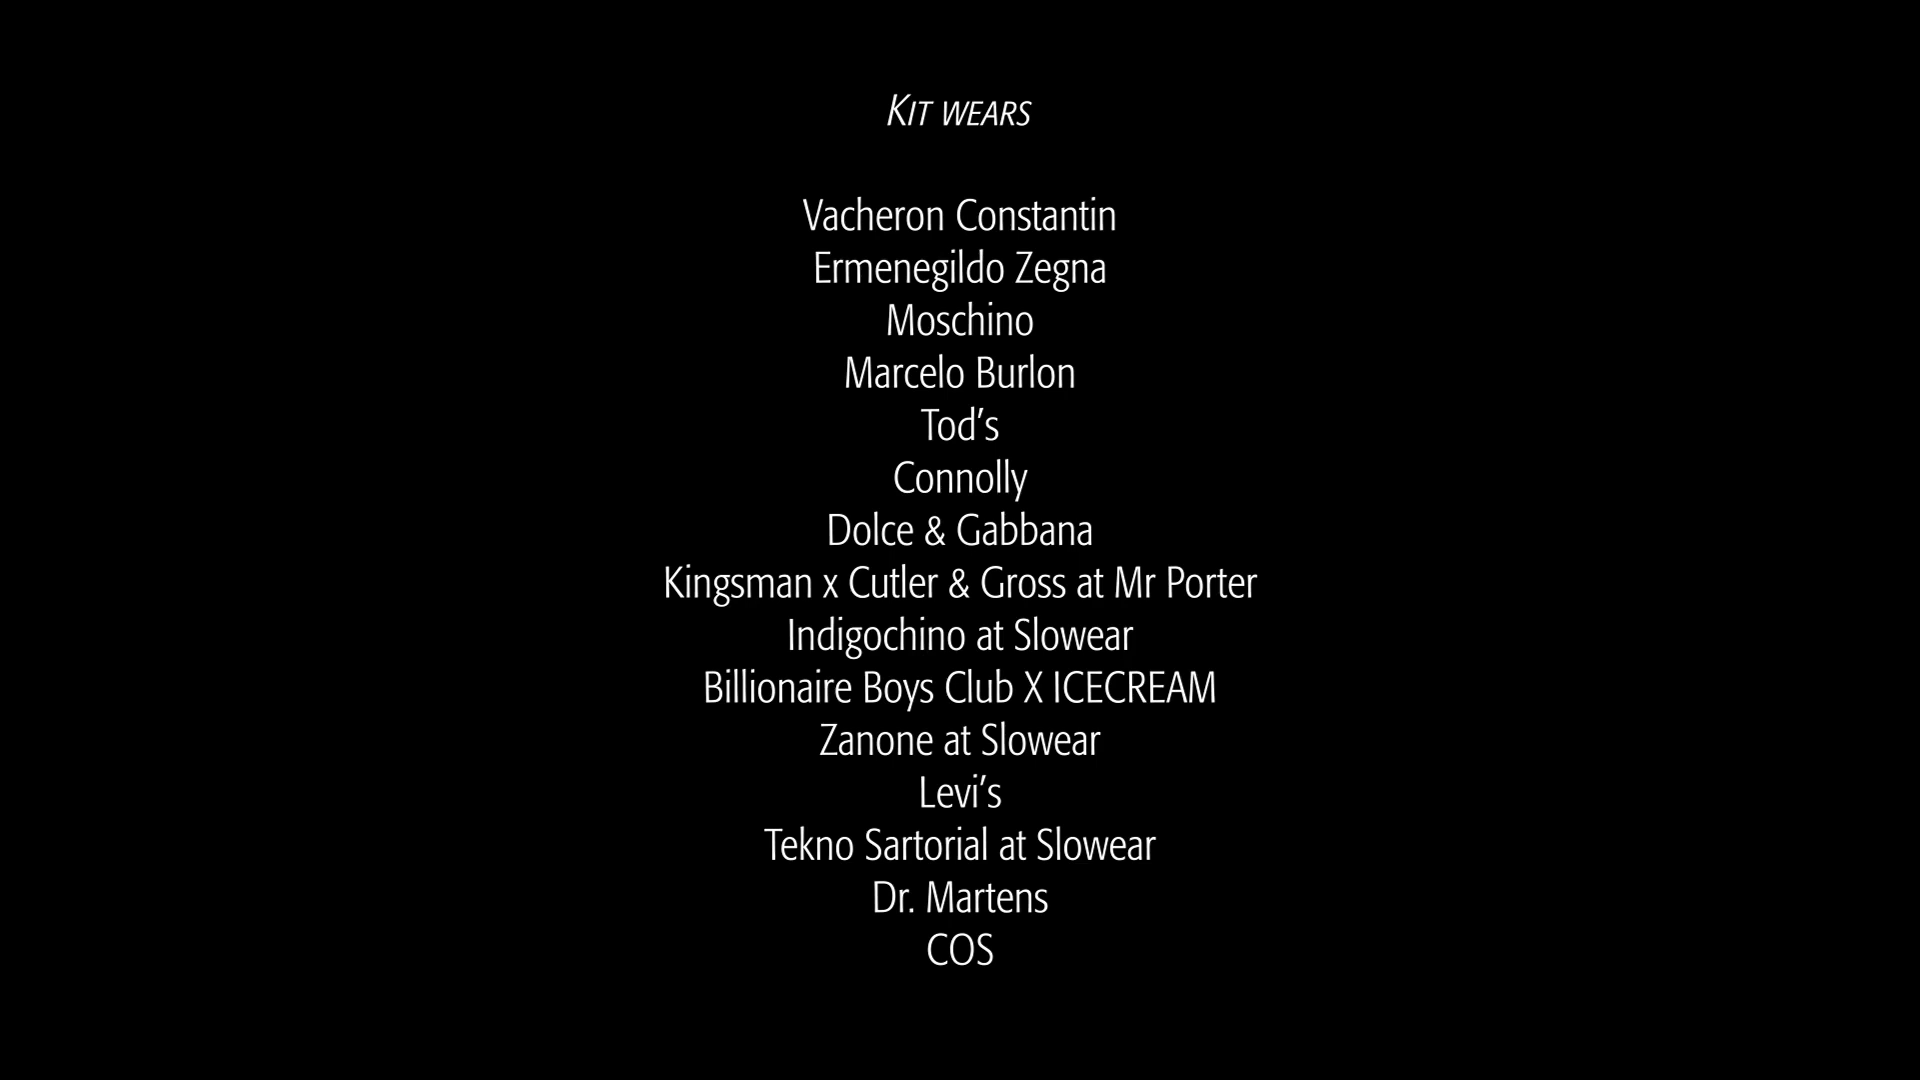 KIT WEARS
Vacheron Constantin
Ermenegildo Zegna
Moschino
Marcelo Burlon
Tod’s
Connolly
Dolce & Gabbana
Kingsman x Cutler & Gross at Mr Porter
Indigochino at Slowear
Billionaire Boys Club X ICECREAM
Zanone at Slowear
Levi’s
Tekno Sartorial at Slowear
Dr. Martens
COS